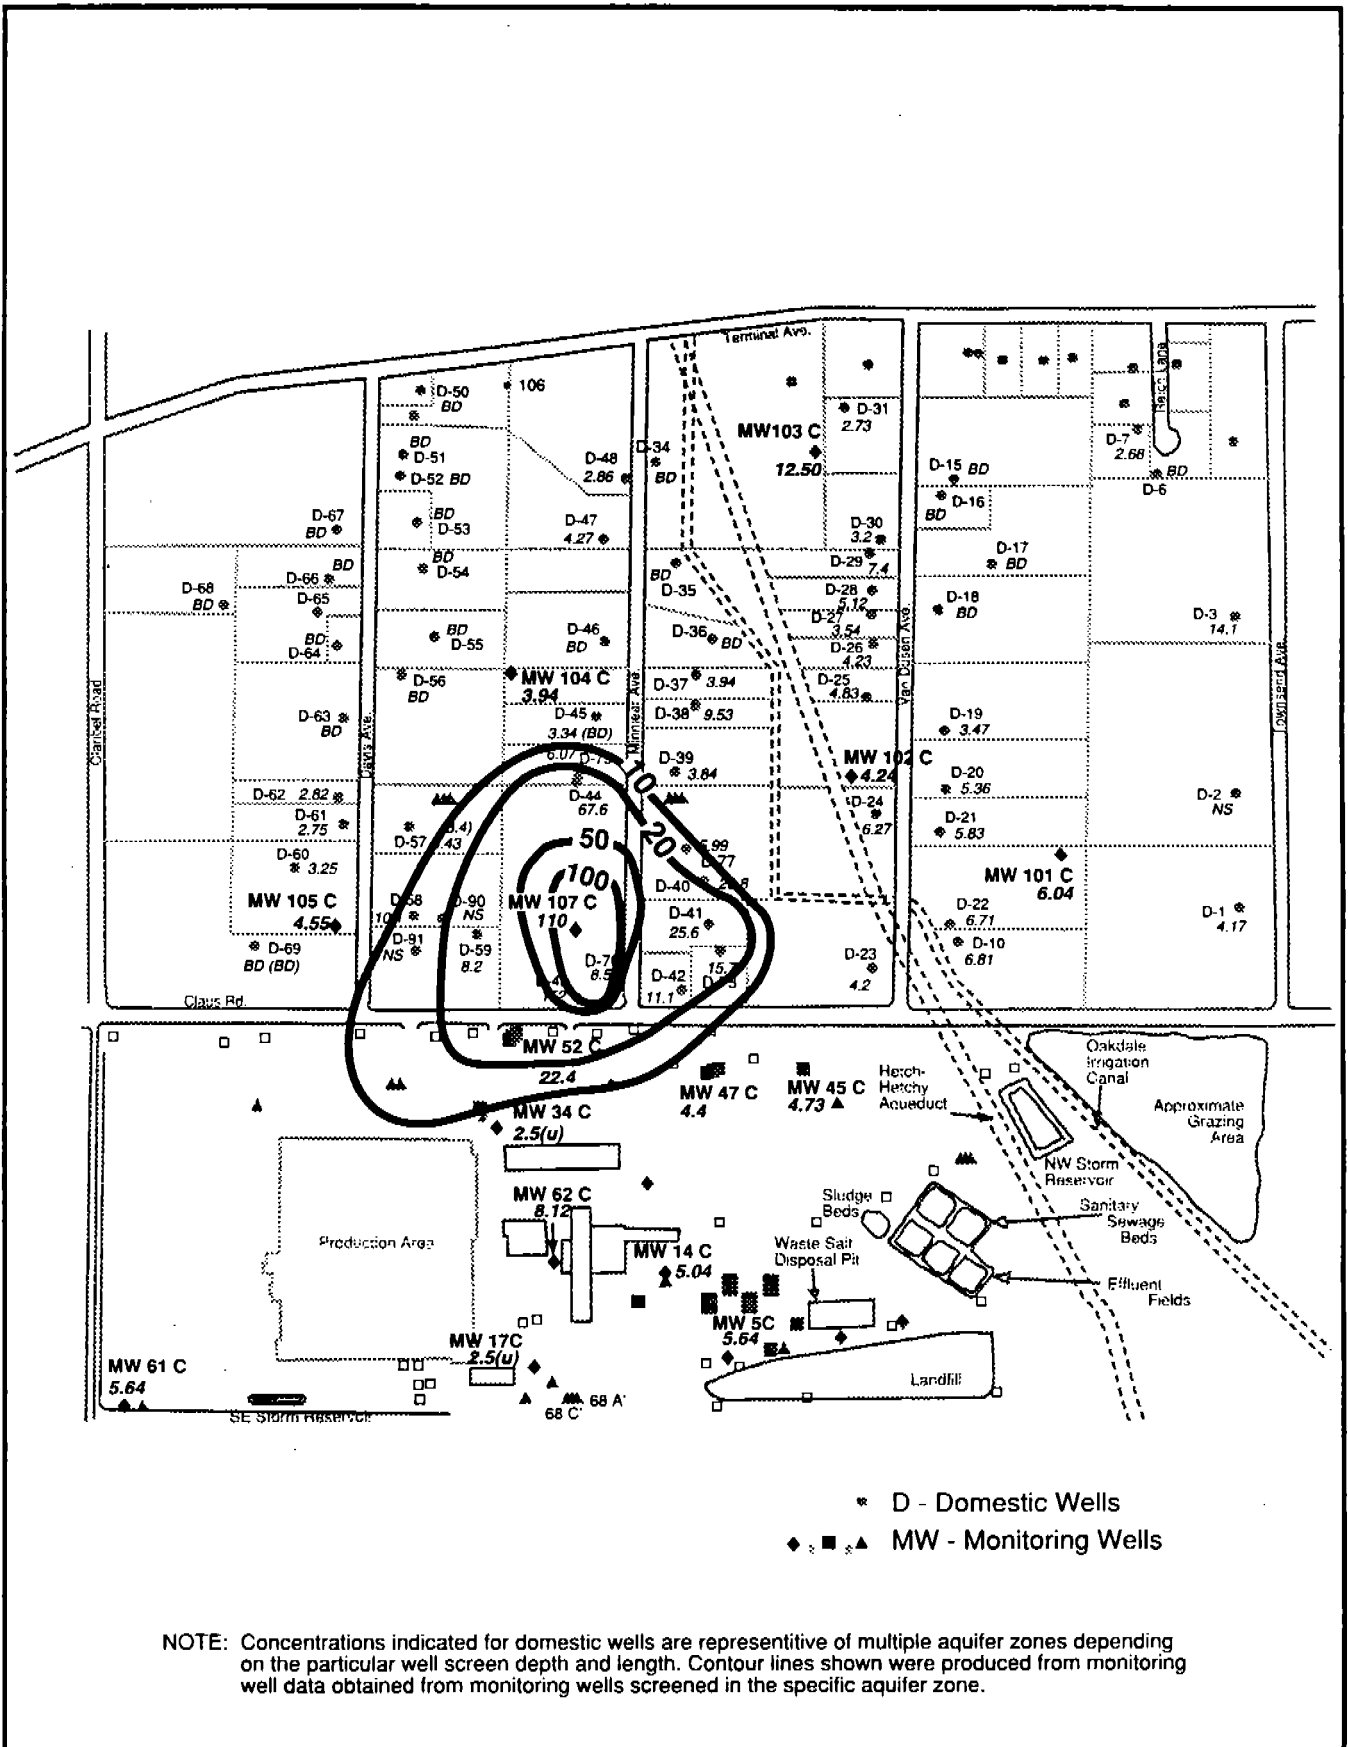 Terminal Ave.
D-50
BD
106
D-31
2.73
MW103 C
12.50
D-34
BD
D-48
2.86
BD
D-51
D-52 BD
D-7
2.68
BD
D-6
D-15 BD
D-16
BD
BD
D-53
D-67
BD
D-47
4.27
D-30
3.2
D-29
7.4
D-17
BD
BD
D-54
BD
D-66
D-68
BD
D-65
BD
D-35
D-28
5.12
D-27
3.54
D-18
BD
D-3
14.1
BD
D-64
BD
D-55
D-46
BD
D-36
BD
D-26
4.23
D-56
BD
MW 104 C
3.94
D-37
3.94
D-25
4.83
Claribel Road
Davis Ave.
Minniear Ave.
Van Dusen Ave.
Townsend Ave.
D-63
BD
D-45
3.34 (BD)
D-38
9.53
D-19
3.47
6.07
10
D-39
3.84
MW 102 C
4.24
D-20
5.36
D-62 2.82
D-44
67.6
D-24
6.27
D-2
NS
D-61
2.75
D-57
50
20
D-21
5.83
D-60
3.25
100
D-40
MW 101 C
6.04
MW 105 C
4.55
D-90
NS
MW 107 C
110
D-41
25.6
D-22
6.71
D-1
4.17
D-69
BD (BD)
D-91
NS
D-59
8.2
D-42
11.1
D-23
4.2
D-10
6.81
Claus Rd.
MW 52 C
22.4
MW 47 C
4.4
MW 45 C
4.73
Hetch-
Hetchy
Aqueduct
Oakdale
Irrigation
Canal
Approximate
Grazing
Area
MW 34 C
2.5(u)
NW Storm
Reservoir
MW 62 C
8.12
Sludge
Beds
Sanitary
Sewage
Beds
Production Area
MW 14 C
5.04
Waste Salt
Disposal Pit
Effluent
Fields
MW 5C
5.64
MW 17C
2.5(u)
MW 61 C
5.64
Landfill
68 A'
68 C'
SE Storm Reservoir
D - Domestic Wells
MW - Monitoring Wells
NOTE: Concentrations indicated for domestic wells are representitive of multiple aquifer zones depending
on the particular well screen depth and length. Contour lines shown were produced from monitoring
well data obtained from monitoring wells screened in the specific aquifer zone.